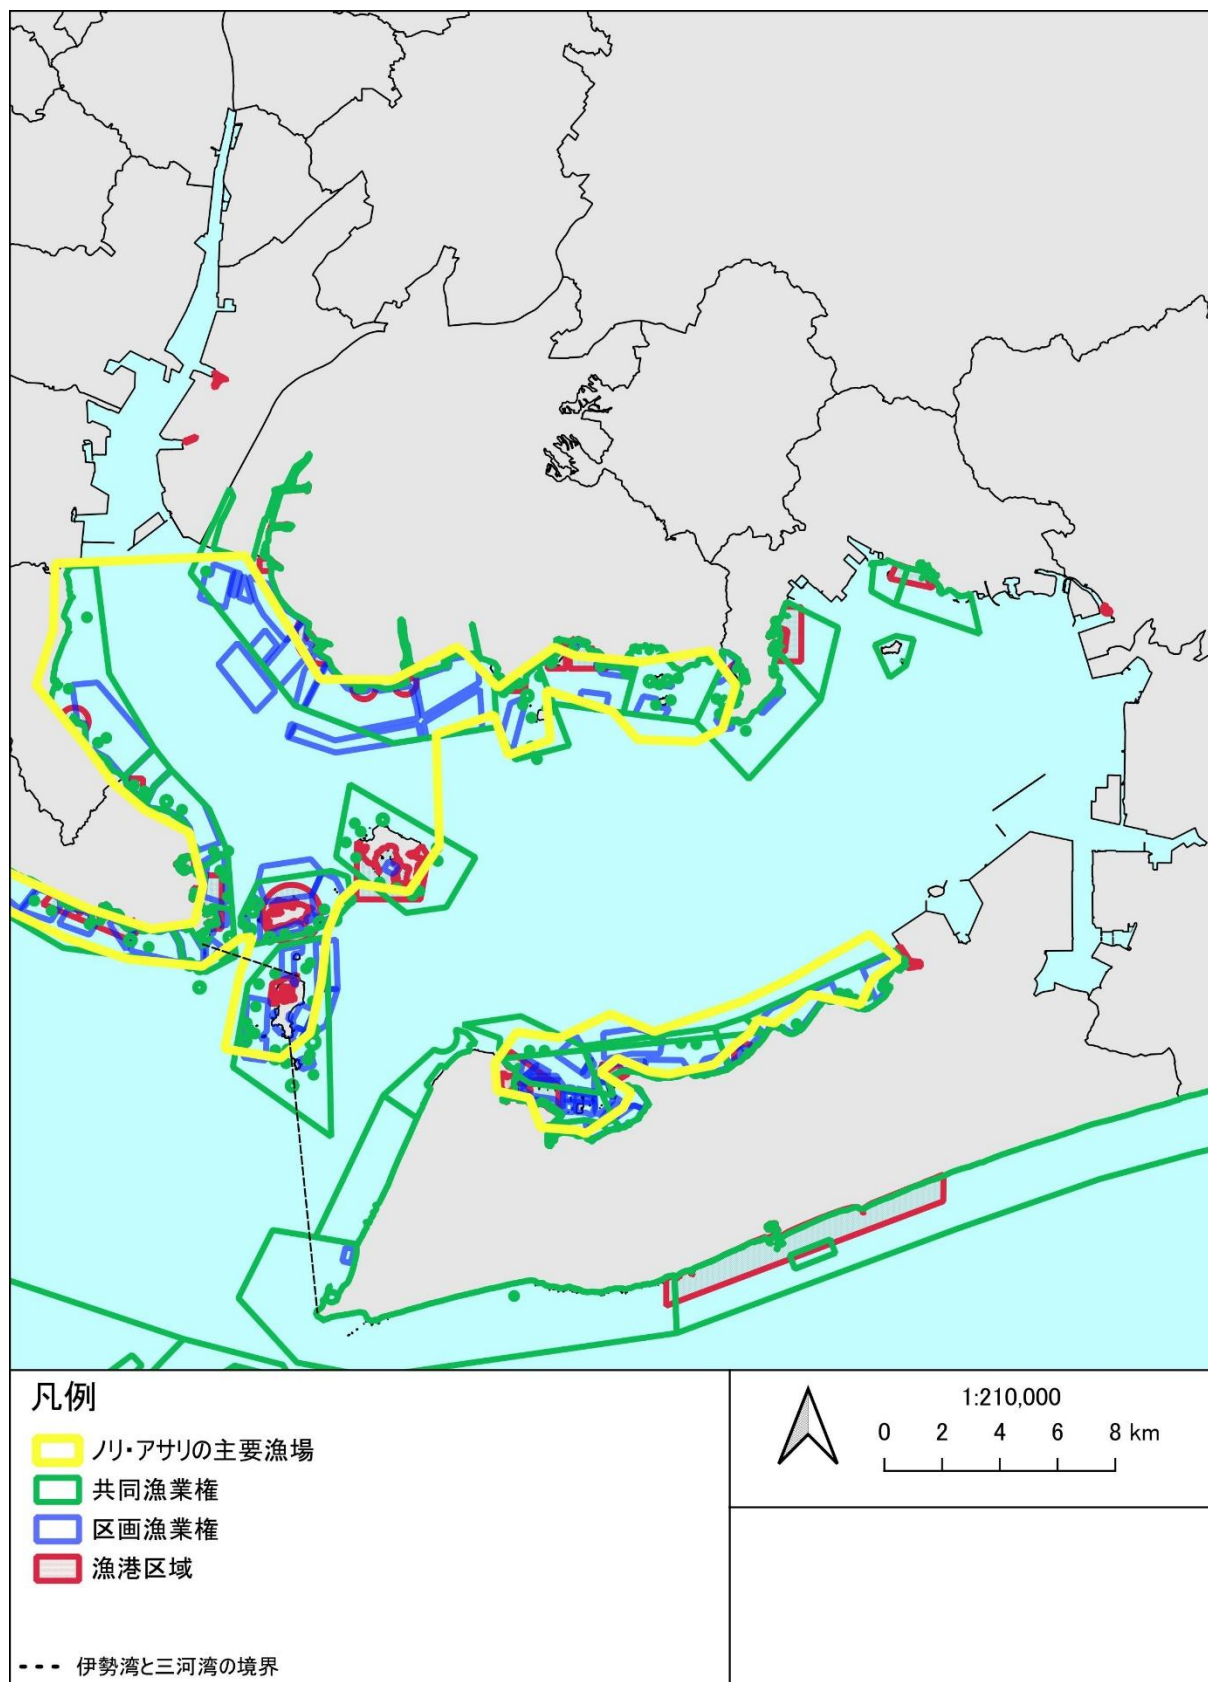 凡例
ノリ・アサリの主要漁場
共同漁業権
区画漁業権
漁港区域
伊勢湾と三河湾の境界
1:210,000
0 2 4 6 8 km